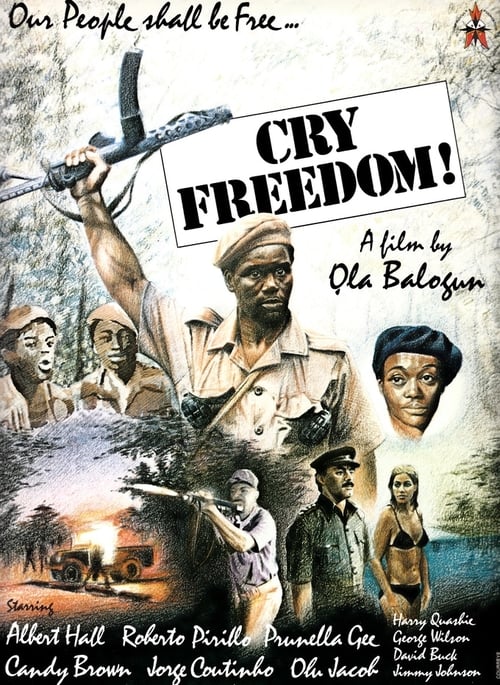 Our People shall be Free...
CRY
FREEDOM!
A film by
Ọla Balogun
Starring
Albert Hall Roberto Pirillo Prunella Gee
Candy Brown Jorge Coutinho Olu Jacob
Harry Quashie
George Wilson
David Buck
Jimmy Johnson